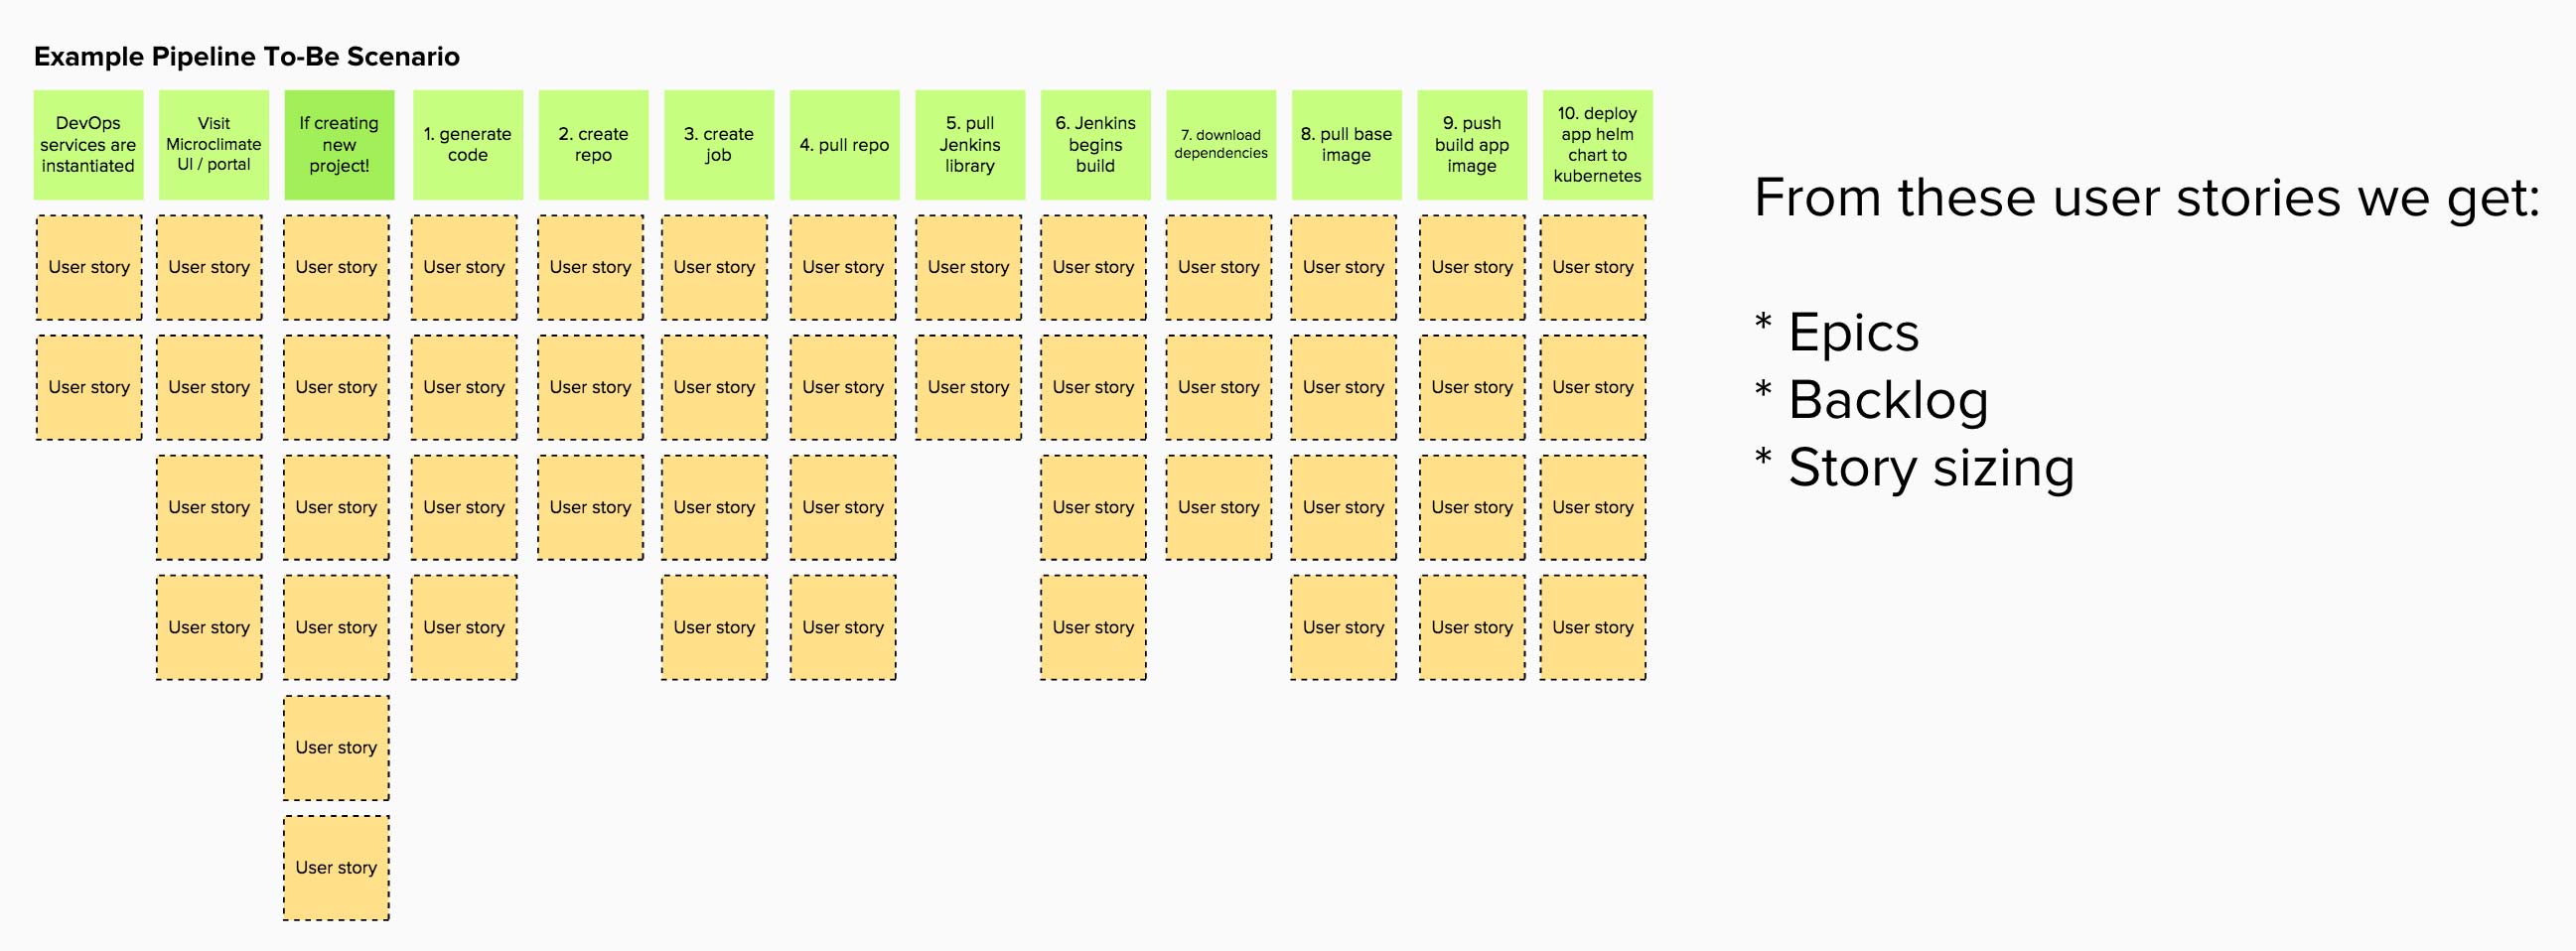 Example Pipeline To-Be Scenario
DevOps
services are
instantiated
Visit
Microclimate
UI / portal
If creating
new
project!
1. generate
code
2. create
repo
3. create
job
4. pull repo
5. pull
Jenkins
library
6. Jenkins
begins
build
7. download
dependencies
8. pull base
image
9. push
build app
image
10. deploy
app helm
chart to
kubernetes
User story User story User story User story User story User story User story User story User story User story User story User story User story
User story User story User story User story User story User story User story User story User story User story User story User story User story
User story User story User story User story User story User story User story User story User story User story User story
User story User story User story User story User story User story User story User story User story
User story
User story
From these user stories we get:
* Epics
* Backlog
* Story sizing